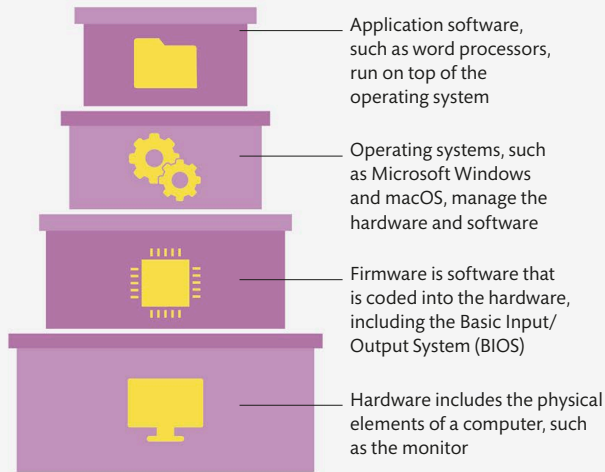 Application software,
such as word processors,
run on top of the
operating system
Operating systems, such
as Microsoft Windows
and macOS, manage the
hardware and software
Firmware is software that
is coded into the hardware,
including the Basic Input/
Output System (BIOS)
Hardware includes the physical
elements of a computer, such
as the monitor